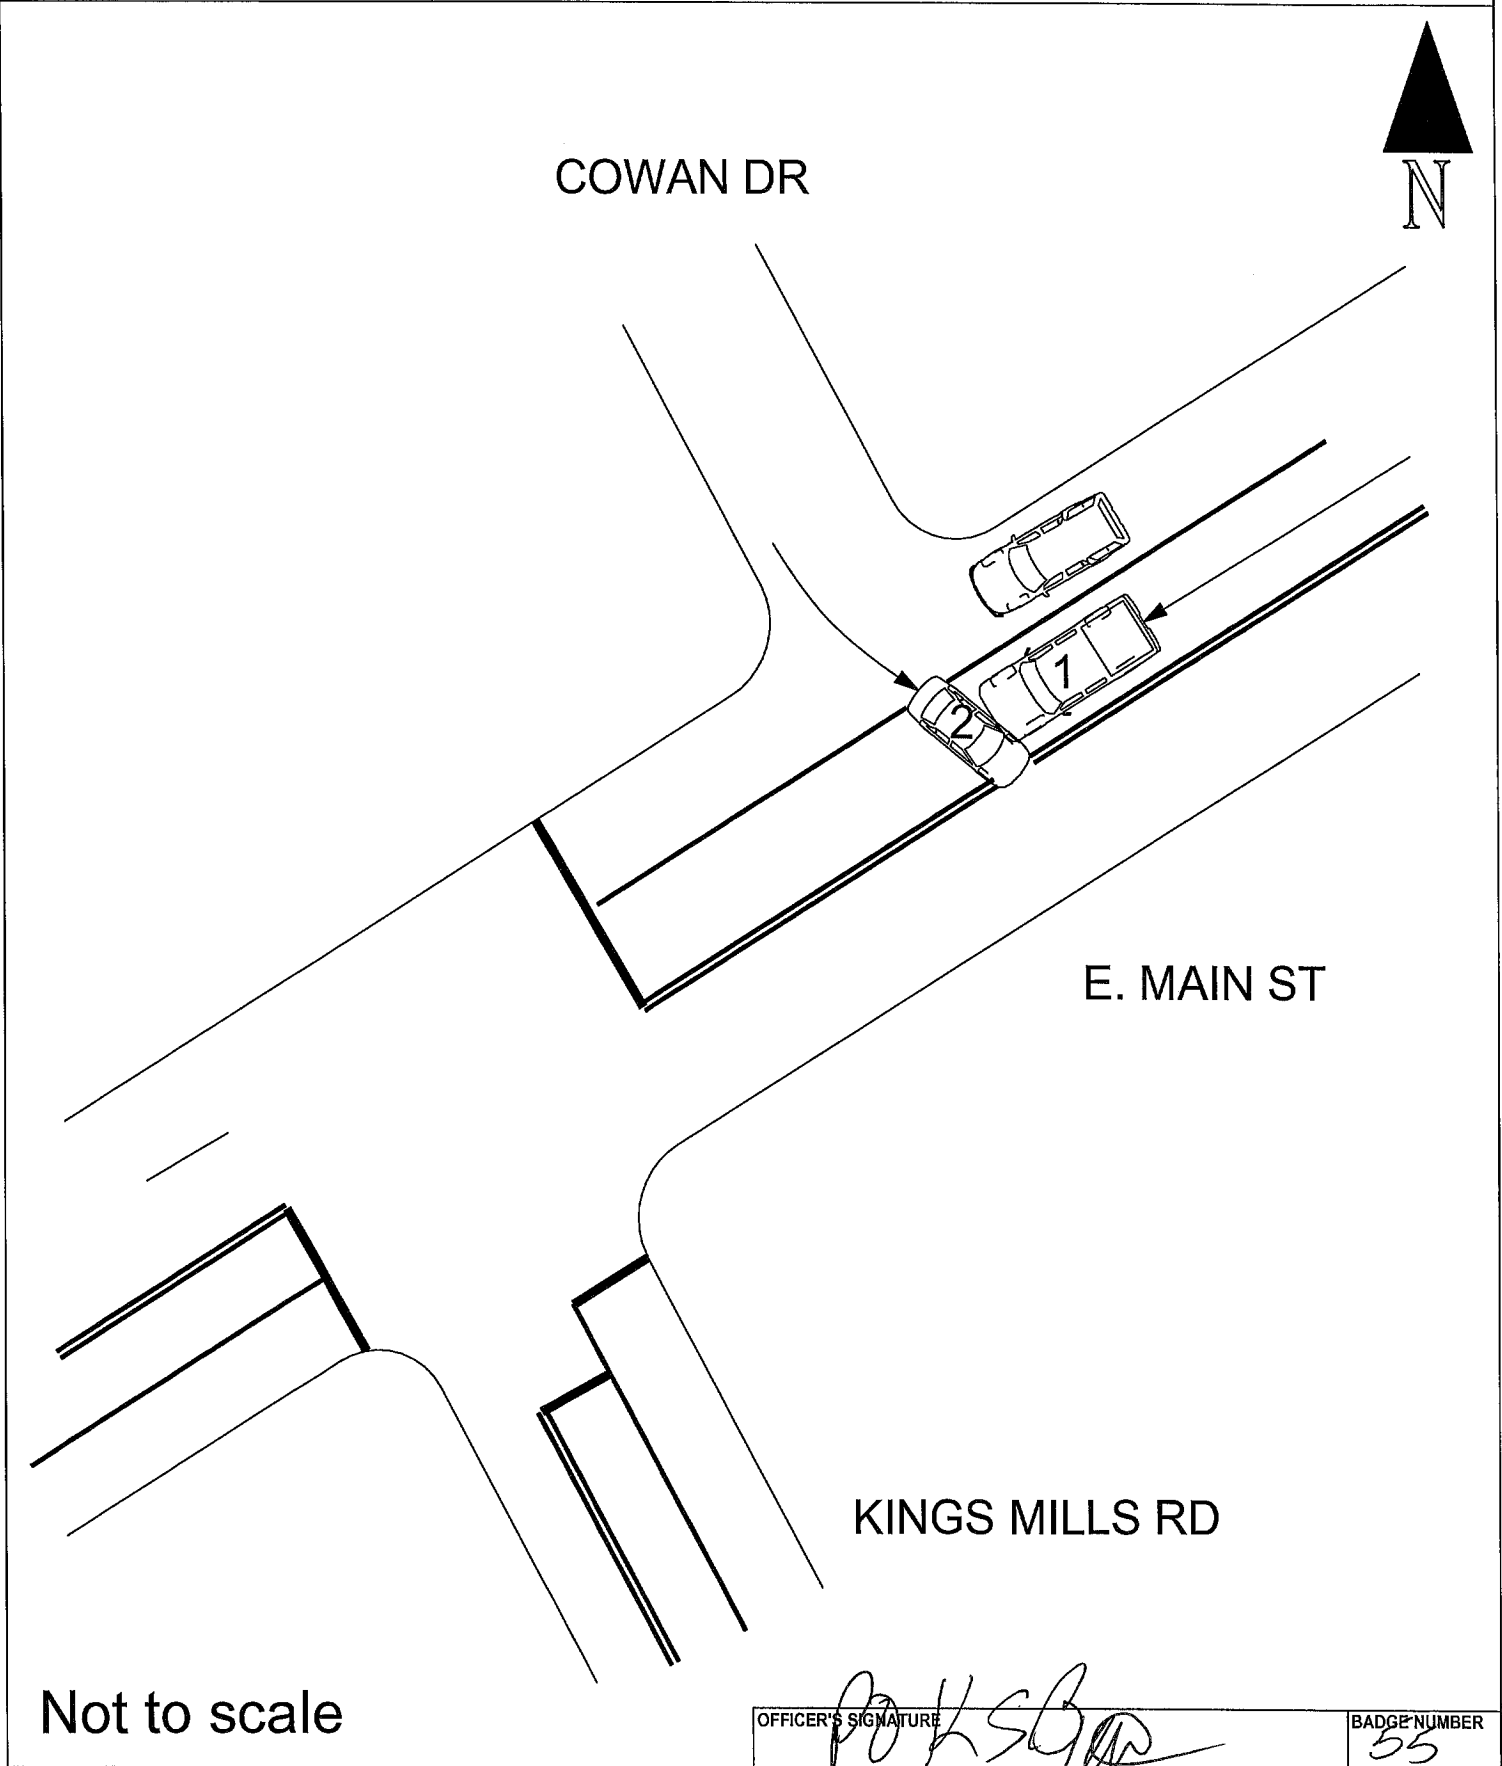 COWAN DR
N
1
2
E. MAIN ST
KINGS MILLS RD
Not to scale
OFFICER'S SIGNATURE
BADGE NUMBER
55